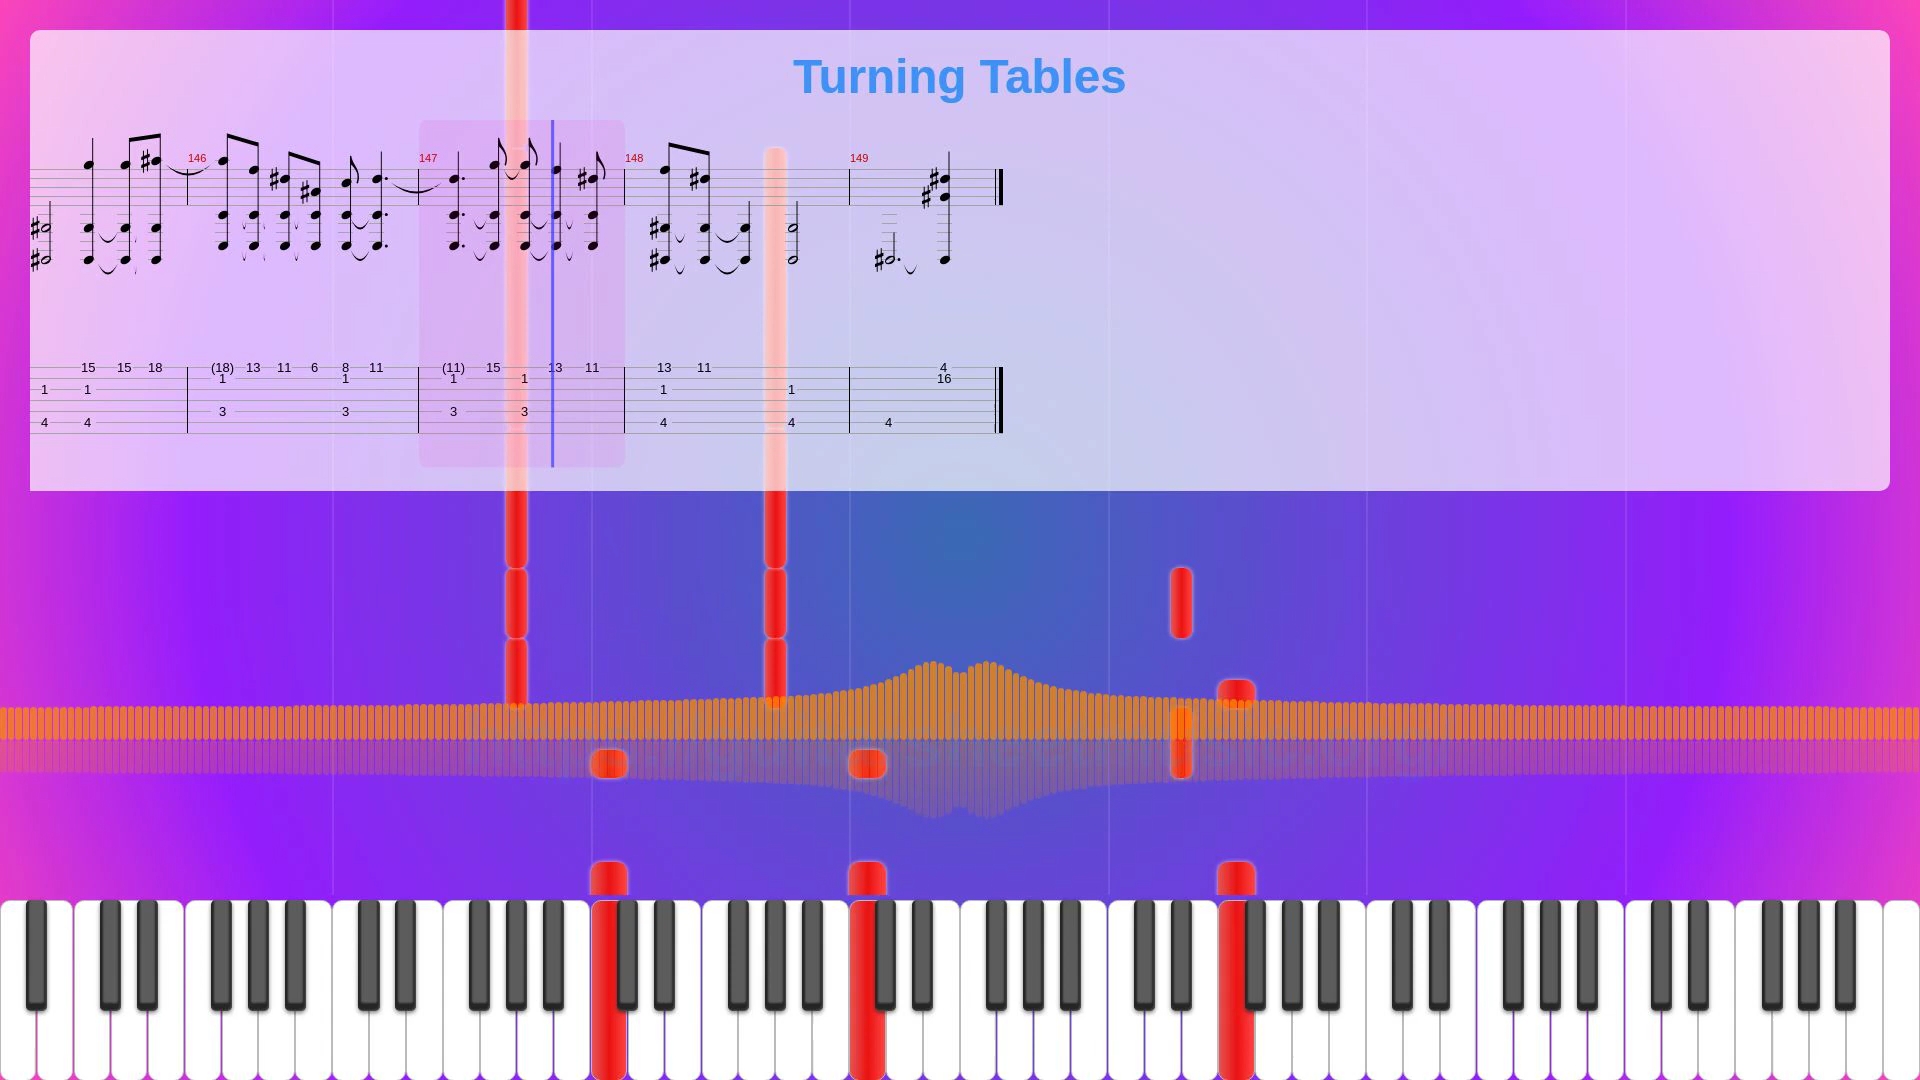 Turning Tables
146 147 148 149
15 15 18 (18) 13 11 6 8 11 (11) 15 13 11 13 11 4
1 1 1 16
1 1 1 1
3 3 3 3
4 4 4 4 4